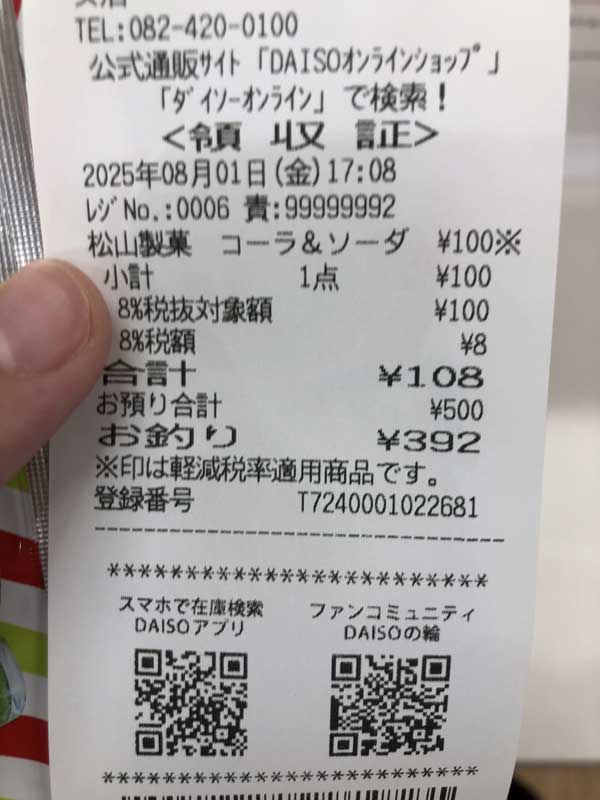 TEL:082-420-0100
公式通販サイト「DAISOオンラインショップ」
「ダイソーオンライン」で検索!
<領 収 証>
2025年08月01日(金)17:08
レジNo.:0006 責:99999992
松山製菓 コーラ&ソーダ ¥100※
小計 1点 ¥100
8%税抜対象額 ¥100
8%税額 ¥8
合計 ¥108
お預り合計 ¥500
お釣り ¥392
※印は軽減税率適用商品です。
登録番号 T7240001022681
スマホで在庫検索 ファンコミュニティ
DAISOアプリ DAISOの輪